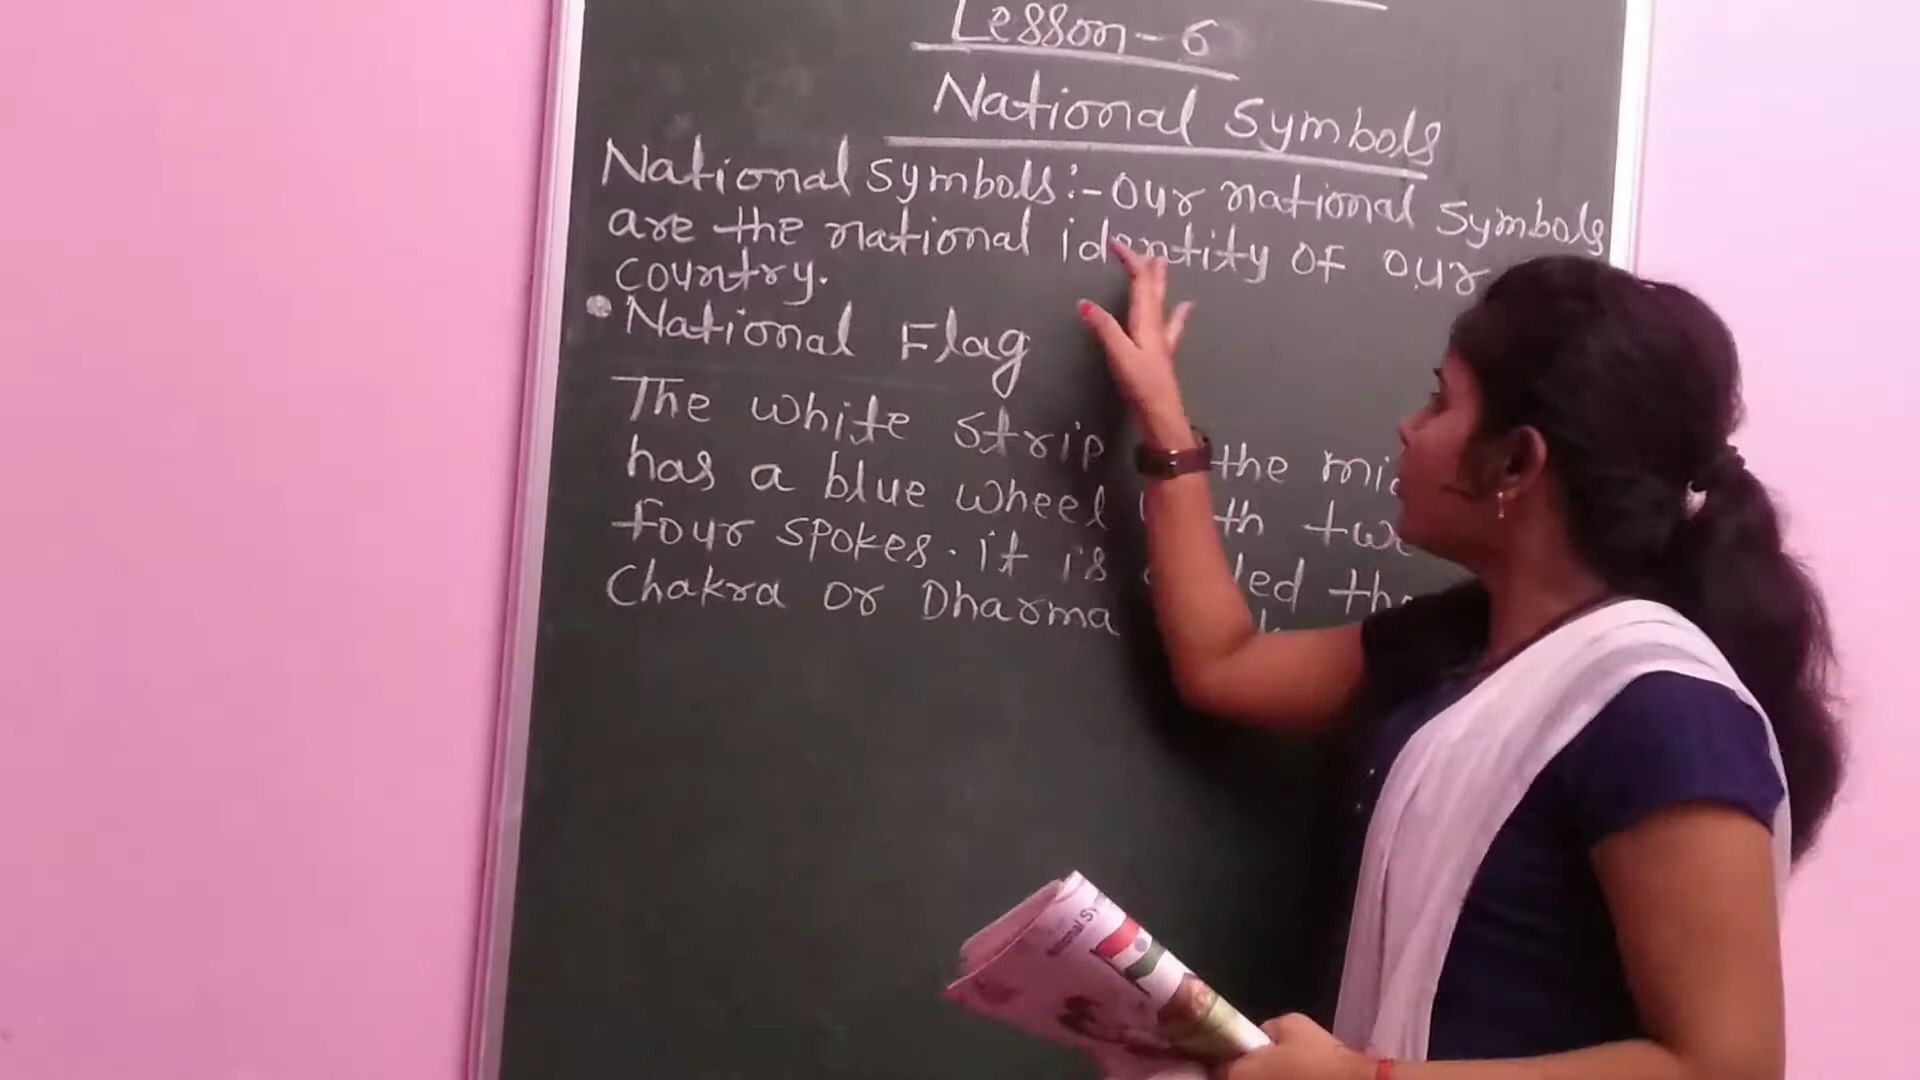 Lesson - 6
National Symbols
National Symbols:- Our national Symbols
are the national identity of our
country.
• National Flag
The white strip the
has a blue wheel
four spokes. it is
Chakra or Dharma